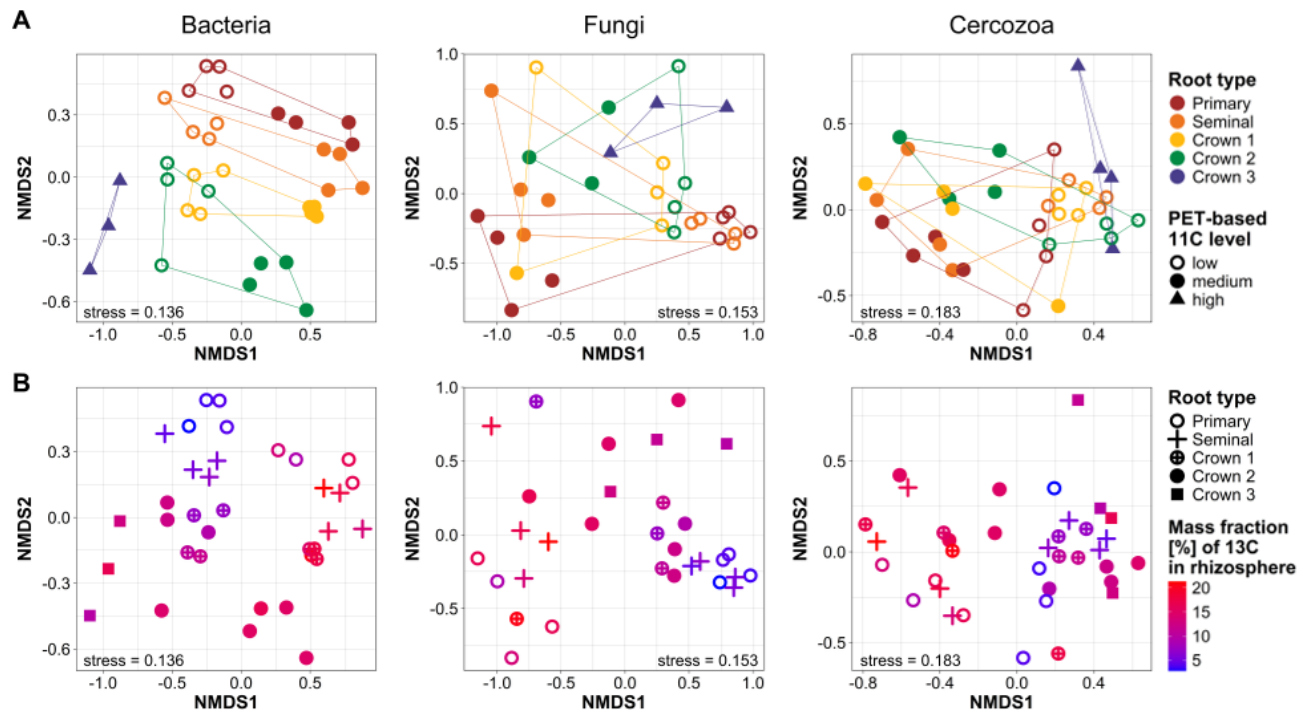 A
Bacteria
Fungi
Cercozoa
NMDS2
0.3
0.0
-0.3
-0.6
stress = 0.136
-1.0
-0.5
0.0
0.5
NMDS1
NMDS2
1.0
0.5
0.0
-0.5
stress = 0.153
-1.0
-0.5
0.0
0.5
1.0
NMDS1
NMDS2
0.5
0.0
-0.5
stress = 0.183
-0.8
-0.4
0.0
0.4
NMDS1
Root type
Primary
Seminal
Crown 1
Crown 2
Crown 3
PET-based
11C level
low
medium
high
B
NMDS2
0.3
0.0
-0.3
-0.6
stress = 0.136
-1.0
-0.5
0.0
0.5
NMDS1
NMDS2
1.0
0.5
0.0
-0.5
stress = 0.153
-1.0
-0.5
0.0
0.5
1.0
NMDS1
NMDS2
0.5
0.0
-0.5
stress = 0.183
-0.8
-0.4
0.0
0.4
NMDS1
Root type
Primary
Seminal
Crown 1
Crown 2
Crown 3
Mass fraction
[%] of 13C
in rhizosphere
20
15
10
5